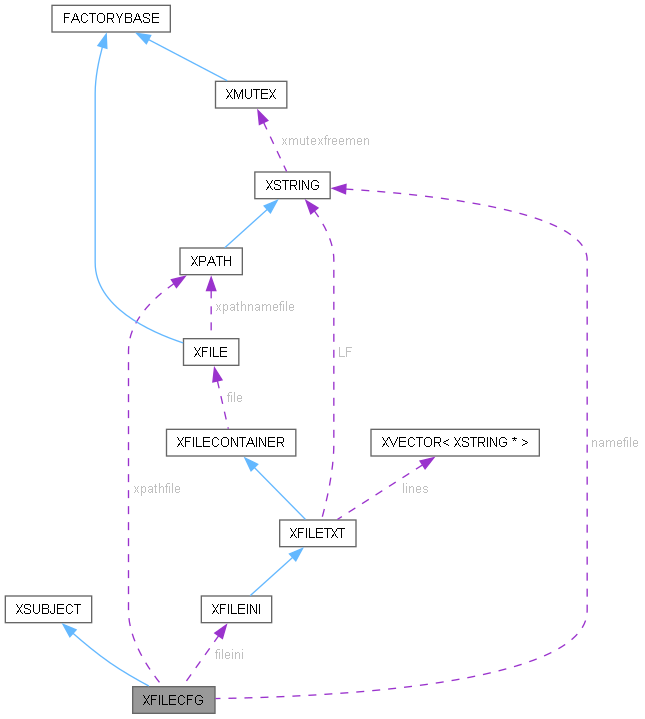 FACTORYBASE
XMUTEX
xmutexfreemen
XSTRING
XPATH
xpathnamefile
XFILE
LF
file
XFILECONTAINER
XVECTOR< XSTRING * >
namefile
xpathfile
lines
XFILETXT
XSUBJECT
XFILEINI
fileini
XFILECFG